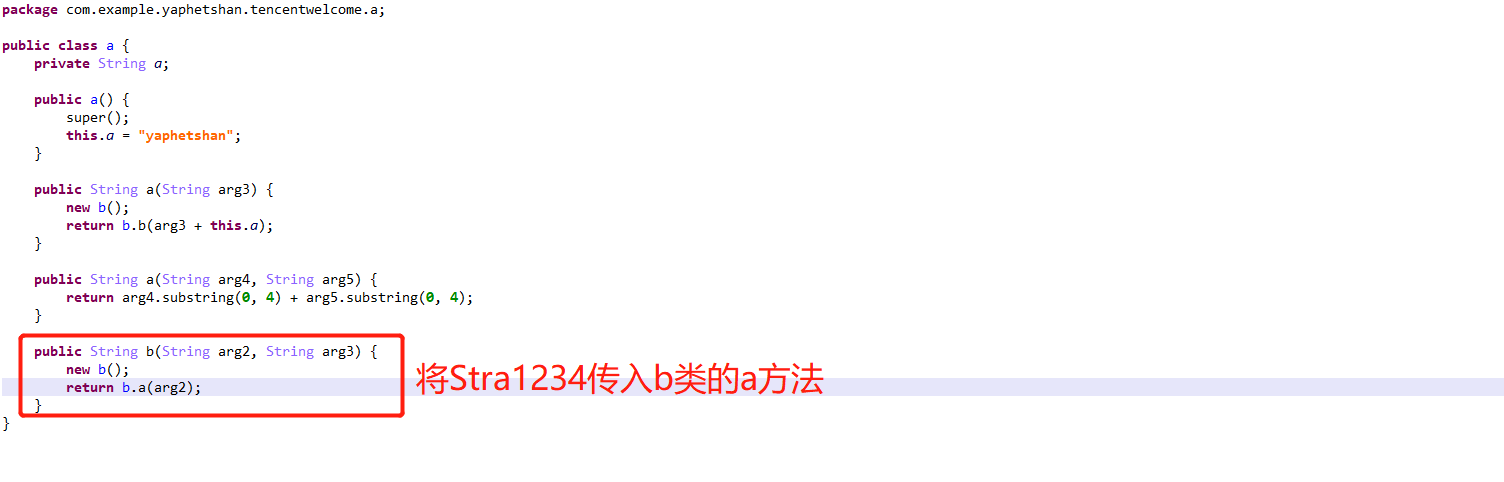 package com.example.yaphetshan.tencentwelcome.a;
public class a {
private String a;
public a() {
super();
this.a = "yaphetshan";
}
public String a(String arg3) {
new b();
return b.b(arg3 + this.a);
}
public String a(String arg4, String arg5) {
return arg4.substring(0, 4) + arg5.substring(0, 4);
}
public String b(String arg2, String arg3) {
new b();
return b.a(arg2);
将Stra1234传入b类的a方法
}
}